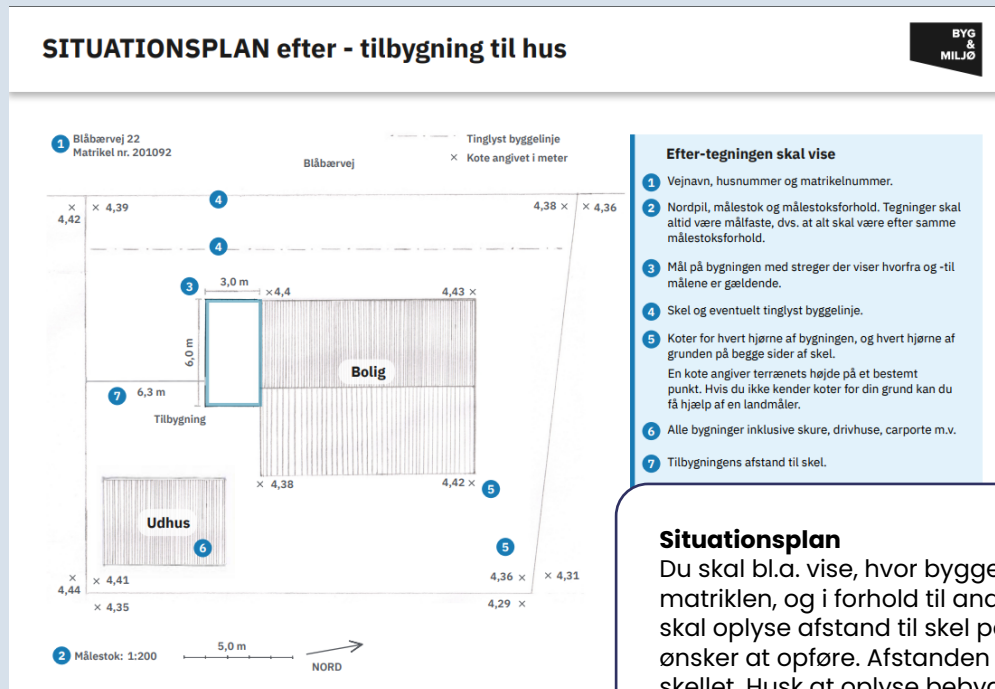 SITUATIONSPLAN efter - tilbygning til hus
BYG
&
MILJØ
1 Blåbærvej 22
Matrikel nr. 201092
Blåbærvej
Tinglyst byggelinje
× Kote angivet i meter
× × 4,39
4,42
4
4,38 × × 4,36
4
3 3,0 m ×4,4 4,43 ×
6,0 m
Bolig
7 6,3 m
Tilbygning
× 4,38 4,42 × 5
Udhus
6
5
× × 4,41
4,44
4,36 × × 4,31
× 4,35
4,29 ×
2 Målestok: 1:200
5,0 m
NORD
Efter-tegningen skal vise
1 Vejnavn, husnummer og matrikelnummer.
2 Nordpil, målestok og målestoksforhold. Tegninger skal
altid være målfaste, dvs. at alt skal være efter samme
målestoksforhold.
3 Mål på bygningen med streger der viser hvorfra og -til
målene er gældende.
4 Skel og eventuelt tinglyst byggelinje.
5 Koter for hvert hjørne af bygningen, og hvert hjørne af
grunden på begge sider af skel.
En kote angiver terrænets højde på et bestemt
punkt. Hvis du ikke kender koter for din grund kan du
få hjælp af en landmåler.
6 Alle bygninger inklusive skure, drivhuse, carporte m.v.
7 Tilbygningens afstand til skel.
Situationsplan
Du skal bl.a. vise, hvor bygge
matriklen, og i forhold til and
skal oplyse afstand til skel på
ønsker at opføre. Afstanden
skellet. Husk at oplyse bebyg